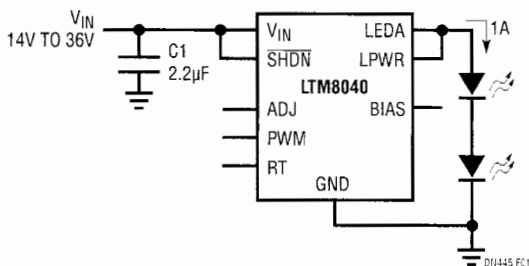 VIN
14V TO 36V
C1
2.2µF
VIN
SHDN
ADJ
PWM
RT
LTM8040
GND
LEDA
LPWR
BIAS
1A
DN445 FC1